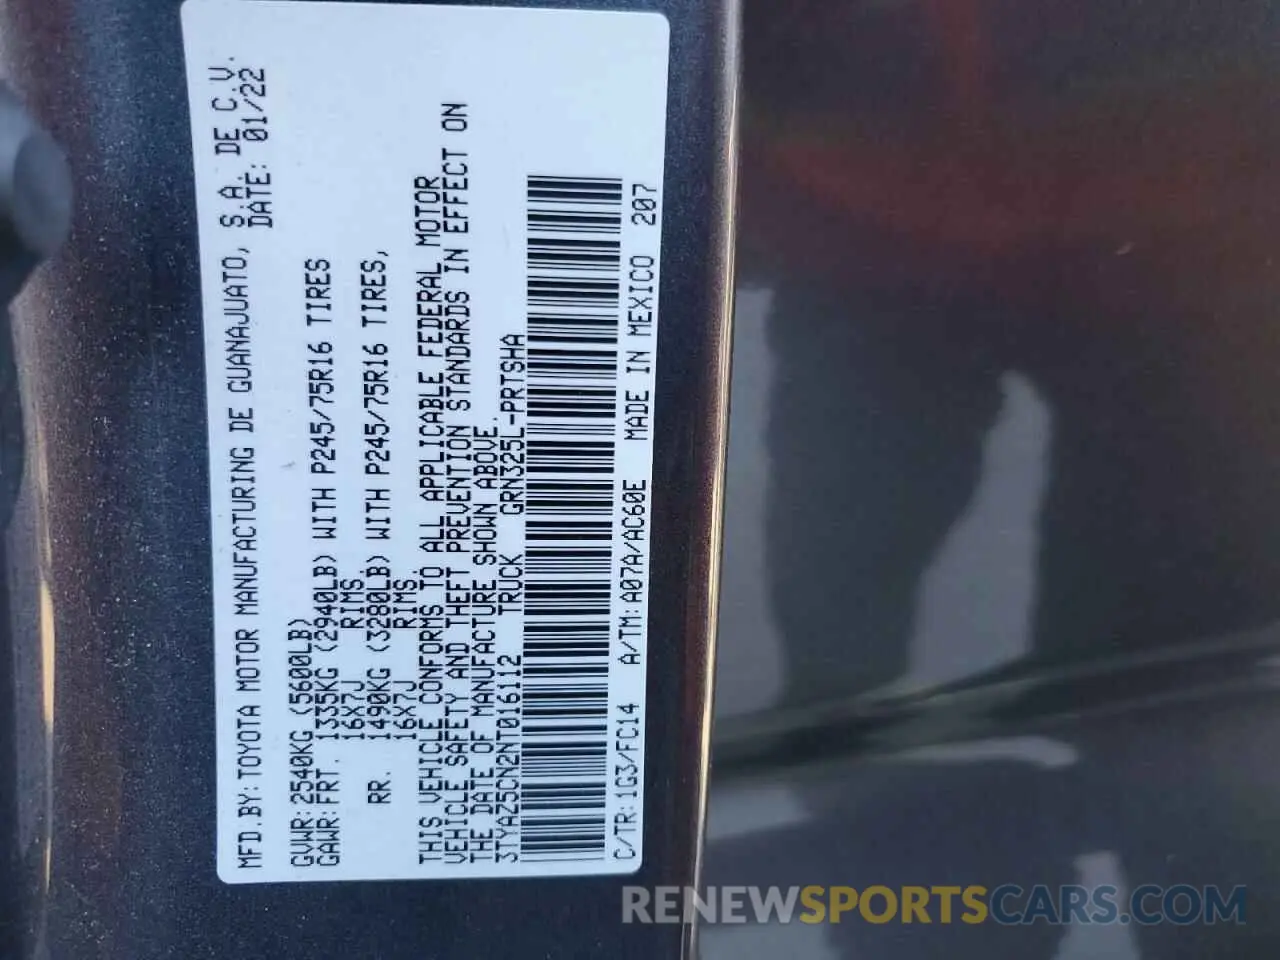 MFD.BY:TOYOTA MOTOR MANUFACTURING DE GUANAJUATO, S.A. DE C.V.
DATE: 01/22
GVWR:2540KG (5600LB)
GAWR:FRT. 1335KG (2940LB) WITH P245/75R16 TIRES
16X7J RIMS,
RR. 1490KG (3280LB) WITH P245/75R16 TIRES,
16X7J RIMS.
THIS VEHICLE CONFORMS TO ALL APPLICABLE FEDERAL MOTOR
VEHICLE SAFETY AND THEFT PREVENTION STANDARDS IN EFFECT ON
THE DATE OF MANUFACTURE SHOWN ABOVE.
3TYAZ5CN2NT016112 TRUCK GRN325L-PRTSHA
C/TR:1G3/FC14 A/TM:A07A/AC60E MADE IN MEXICO 207
RENEWSPORTSCARS.COM